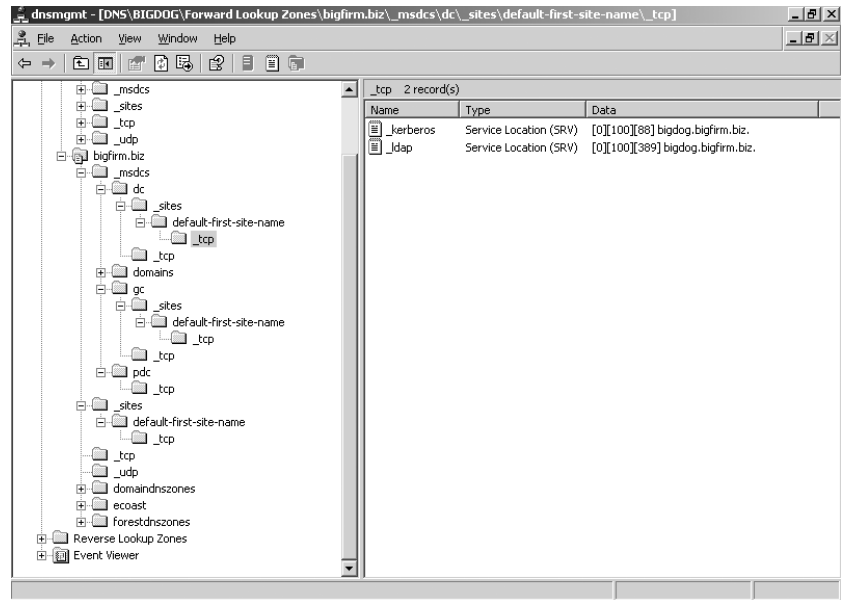 dnsmgmt - [DNS\BIGDOG\Forward Lookup Zones\bigfirm.biz\_msdcs\dc\_sites\default-first-site-name\_tcp]
File Action View Window Help
_msdcs
_sites
_tcp
_udp
bigfirm.biz
_msdcs
dc
_sites
default-first-site-name
_tcp
_tcp
domains
gc
_sites
default-first-site-name
_tcp
_tcp
pdc
_tcp
_sites
default-first-site-name
_tcp
_tcp
_udp
domaindnszones
ecoast
forestdnszones
Reverse Lookup Zones
Event Viewer
_tcp 2 record(s)
Name Type Data
_kerberos Service Location (SRV) [0][100][88] bigdog.bigfirm.biz.
_ldap Service Location (SRV) [0][100][389] bigdog.bigfirm.biz.